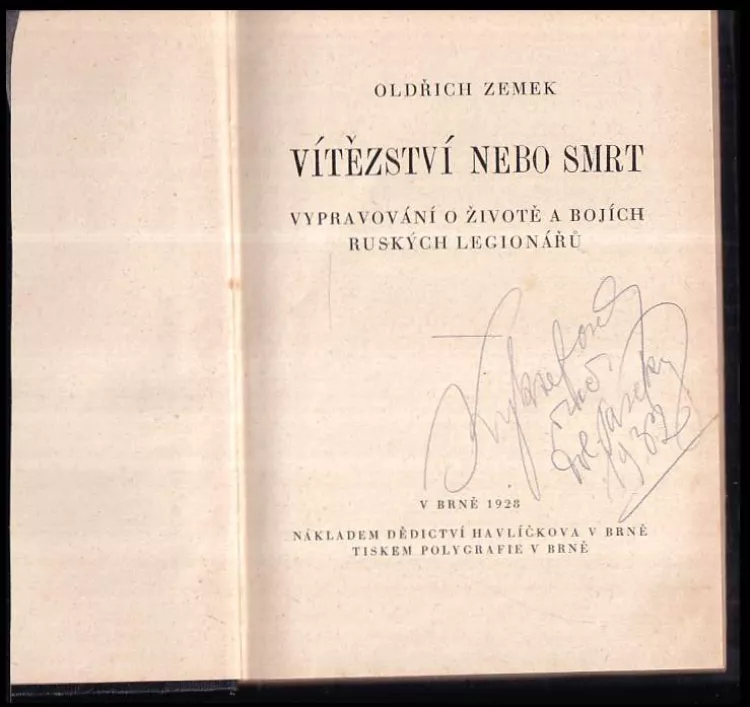 OLDŘICH ZEMEK
VÍTĚZSTVÍ NEBO SMRT
VYPRAVOVÁNÍ O ŽIVOTĚ A BOJÍCH
RUSKÝCH LEGIONÁŘŮ
V BRNĚ 1928
NÁKLADEM DĚDICTVÍ HAVLÍČKOVA V BRNĚ
TISKEM POLYGRAFIE V BRNĚ